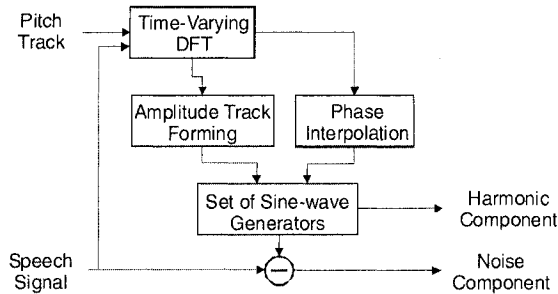 Pitch
Track
Time-Varying
DFT
Amplitude Track
Forming
Phase
Interpolation
Set of Sine-wave
Generators
Harmonic
Component
Speech
Signal
Noise
Component